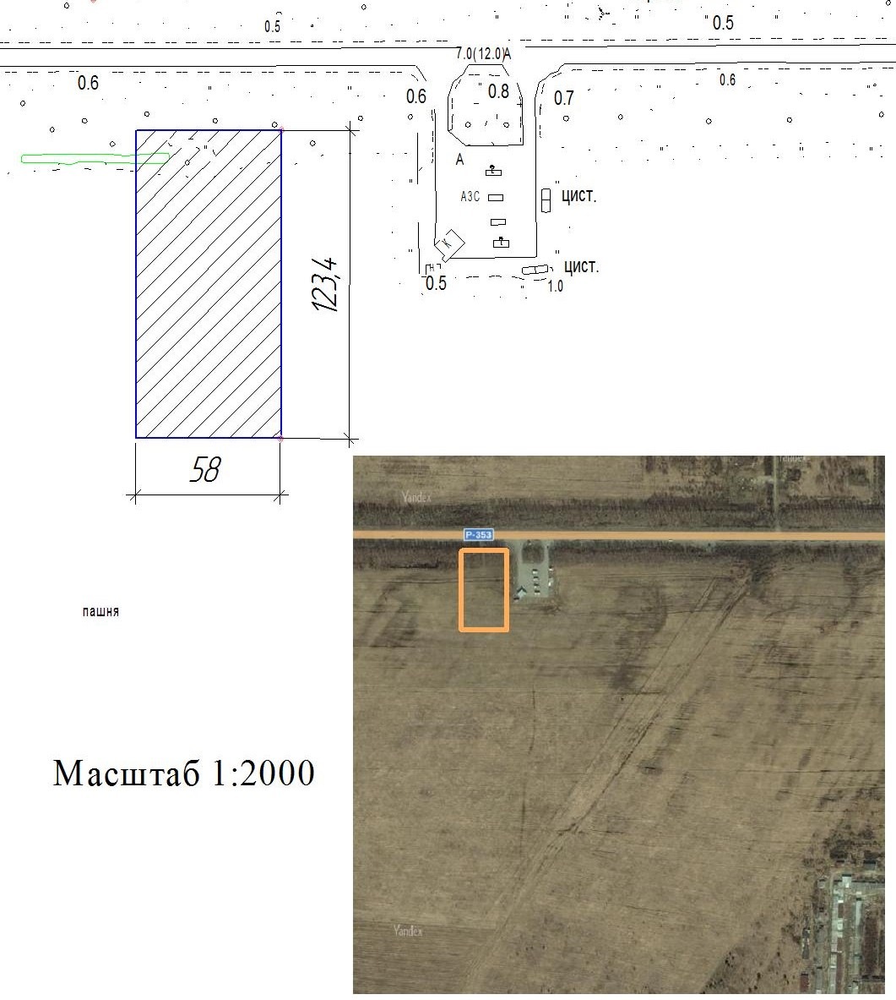 0.5
0.5
7.0(12.0)А
0.6
0.6
0.8
0.7
0.6
А
АЗС
цист.
К
Н
цист.
0.5
1.0
123,4
58
Yandex
Yandex
Р-353
пашня
Масштаб 1:2000
Yandex